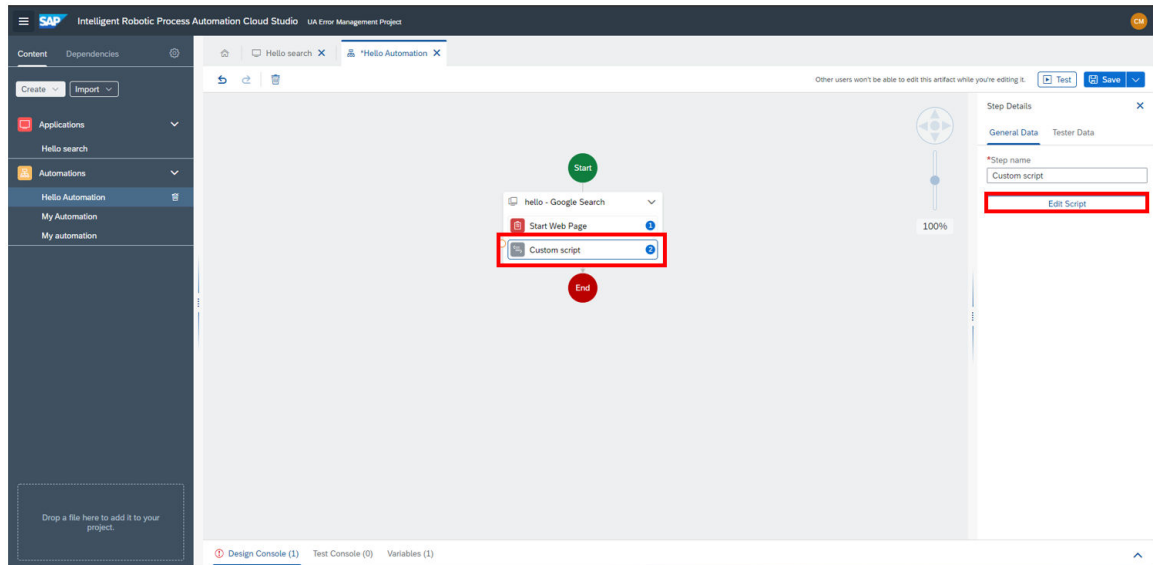 SAP Intelligent Robotic Process Automation Cloud Studio UA Error Management Project CM
Content Dependencies
Hello search X *Hello Automation X
Create Import
Other users won't be able to edit this artifact while you're editing it. Test Save
Applications
Hello search
Automations
Hello Automation
My Automation
My automation
Drop a file here to add it to your
project.
Start
hello - Google Search
Start Web Page 1
Custom script 2
End
100%
Step Details
General Data Tester Data
*Step name
Custom script
Edit Script
Design Console (1) Test Console (0) Variables (1)